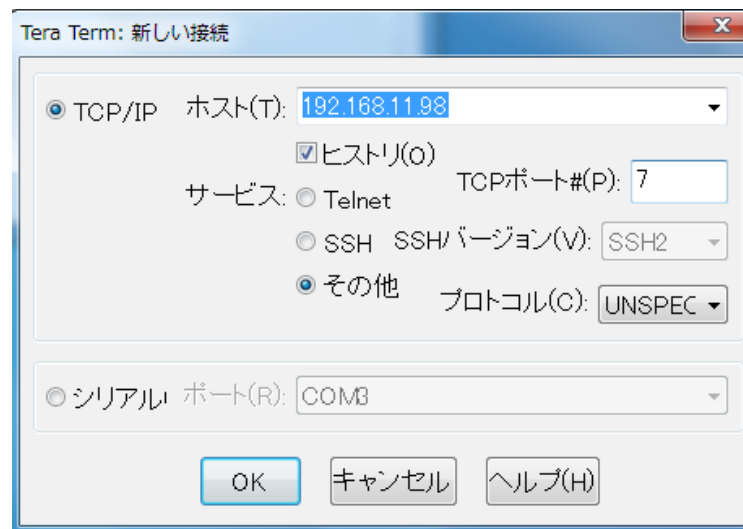 Tera Term: 新しい接続
TCP/IP ホスト(T): 192.168.11.98
ヒストリ(O)
サービス: Telnet TCPポート#(P): 7
SSH SSHバージョン(V): SSH2
その他 プロトコル(C): UNSPEC
シリアル ポート(R): COM3
OK キャンセル ヘルプ(H)